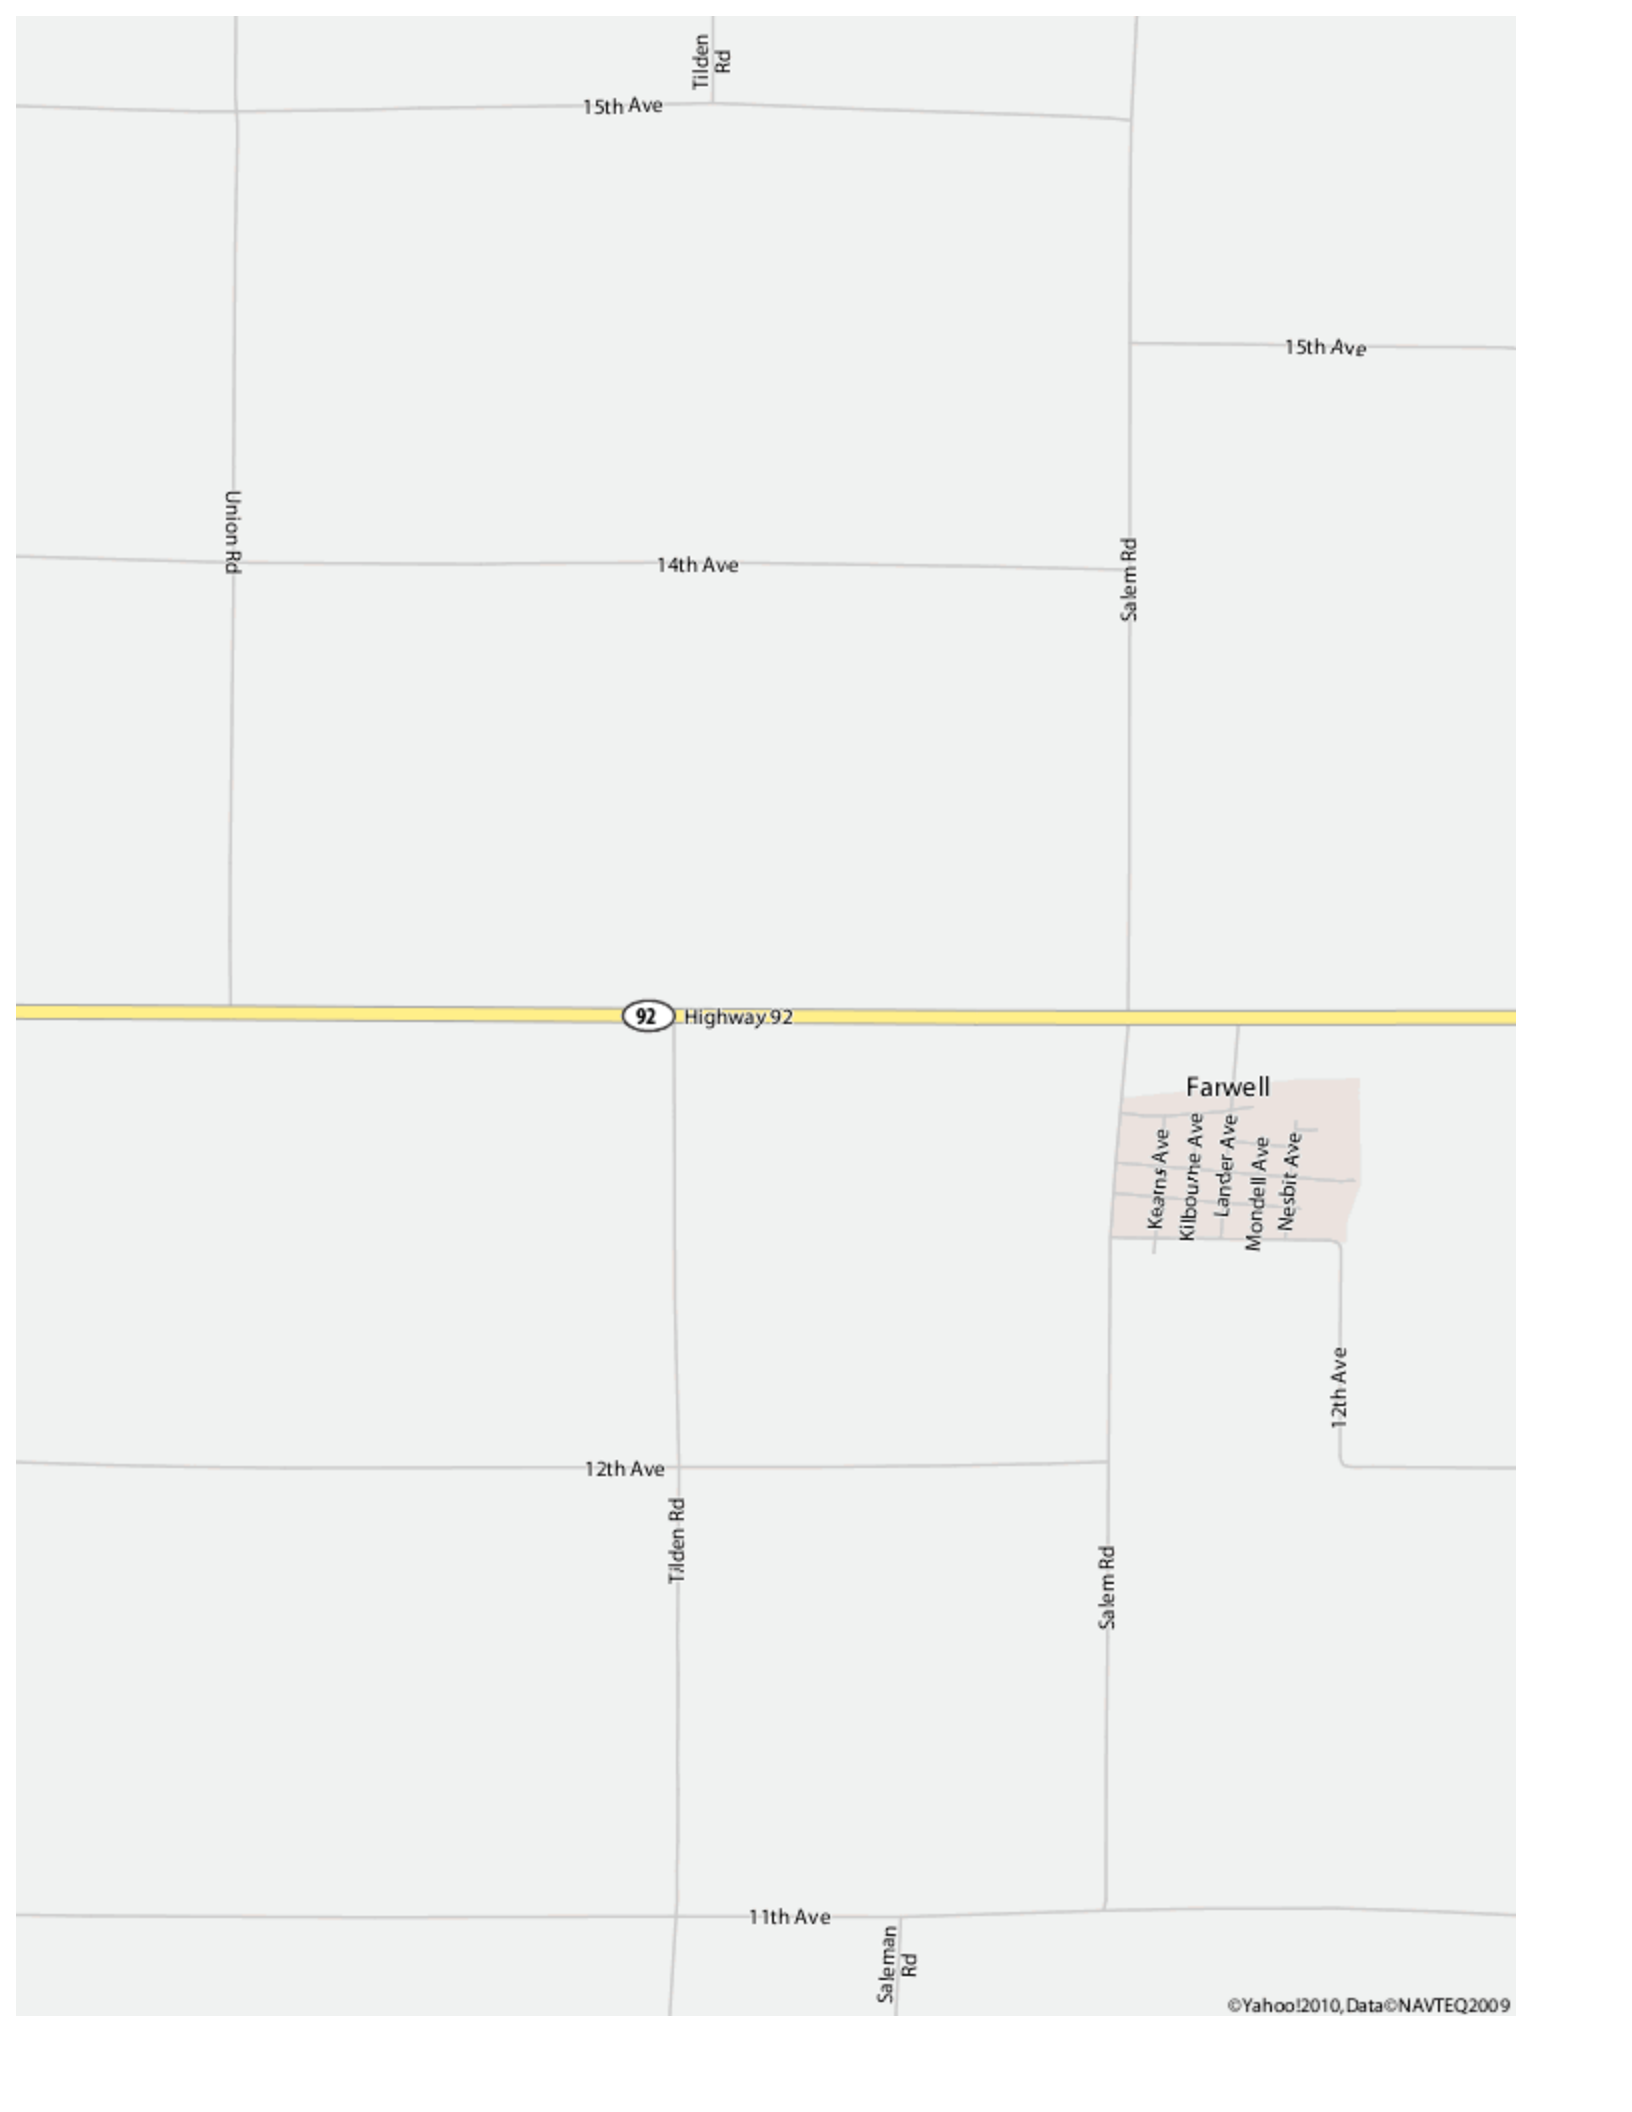 Tilden
Rd
15th Ave
15th Ave
Union Rd
14th Ave
Salem Rd
92
Highway 92
Farwell
Kearns Ave
Kilbourne Ave
Lander Ave
Mondell Ave
Nesbit Ave
12th Ave
12th Ave
Tilden Rd
Salem Rd
11th Ave
Saleman
Rd
©Yahoo!2010, Data©NAVTEQ2009